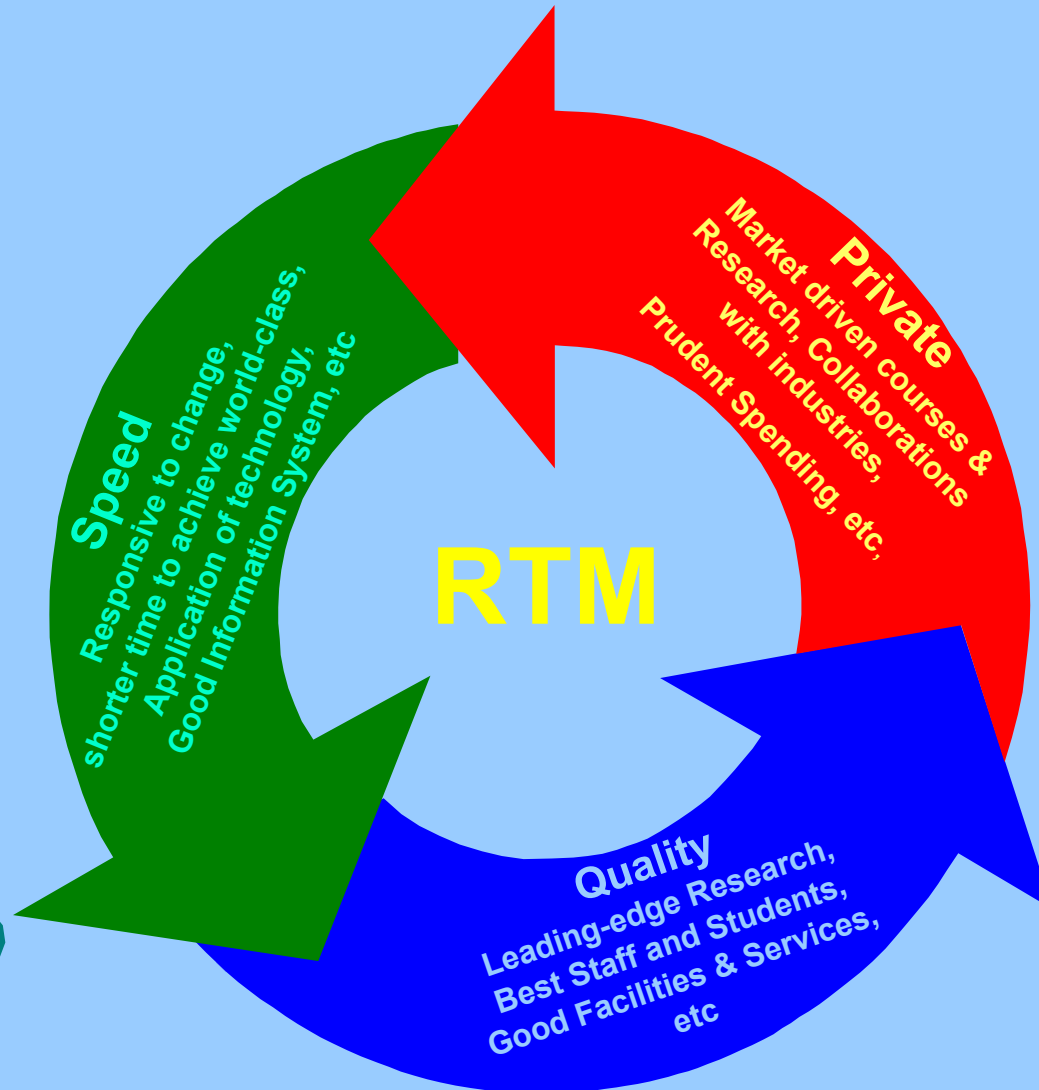 Private
Market driven courses &
Research, Collaborations
with industries,
Prudent Spending, etc,
Speed
Responsive to change,
shorter time to achieve world-class,
Application of technology,
Good Information System, etc
RTM
Quality
Leading-edge Research,
Best Staff and Students,
Good Facilities & Services,
etc